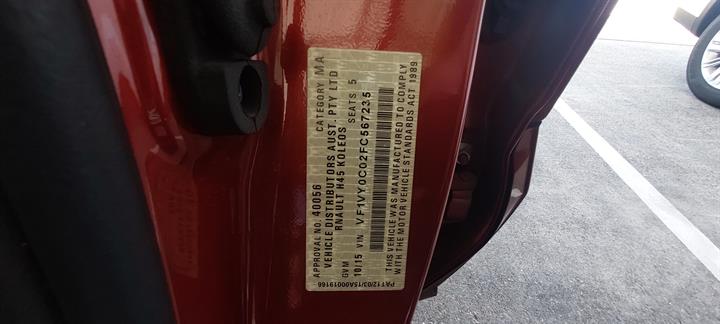 APPROVAL NO. 40056 CATEGORY MA
VEHICLE DISTRIBUTORS AUST. PTY LTD
RNAULT H45 KOLEOS
GVM SEATS 5
10/15 VIN VF1VY0C02FC567235
THIS VEHICLE WAS MANUFACTURED TO COMPLY
WITH THE MOTOR VEHICLE STANDARDS ACT 1989
PAT12/03/15A00019166